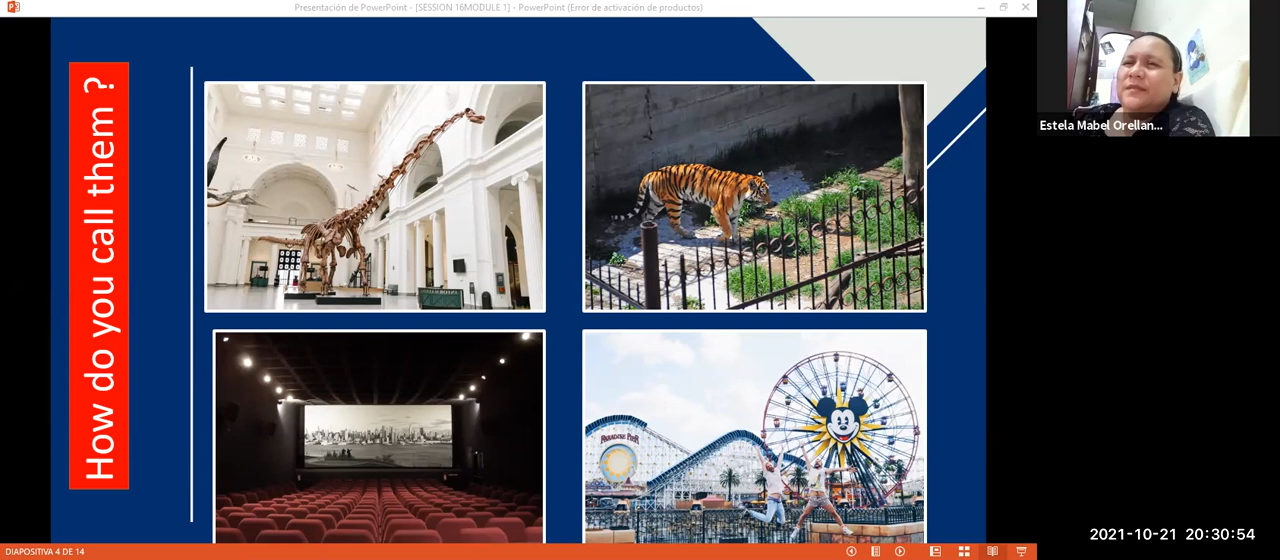 Presentación de PowerPoint - [SESSION 16MODULE 1] - PowerPoint (Error de activación de productos)
How do you call them ?
PARADISE PIER
Estela Mabel Orellan...
2021-10-21 20:30:54
DIAPOSITIVA 4 DE 14